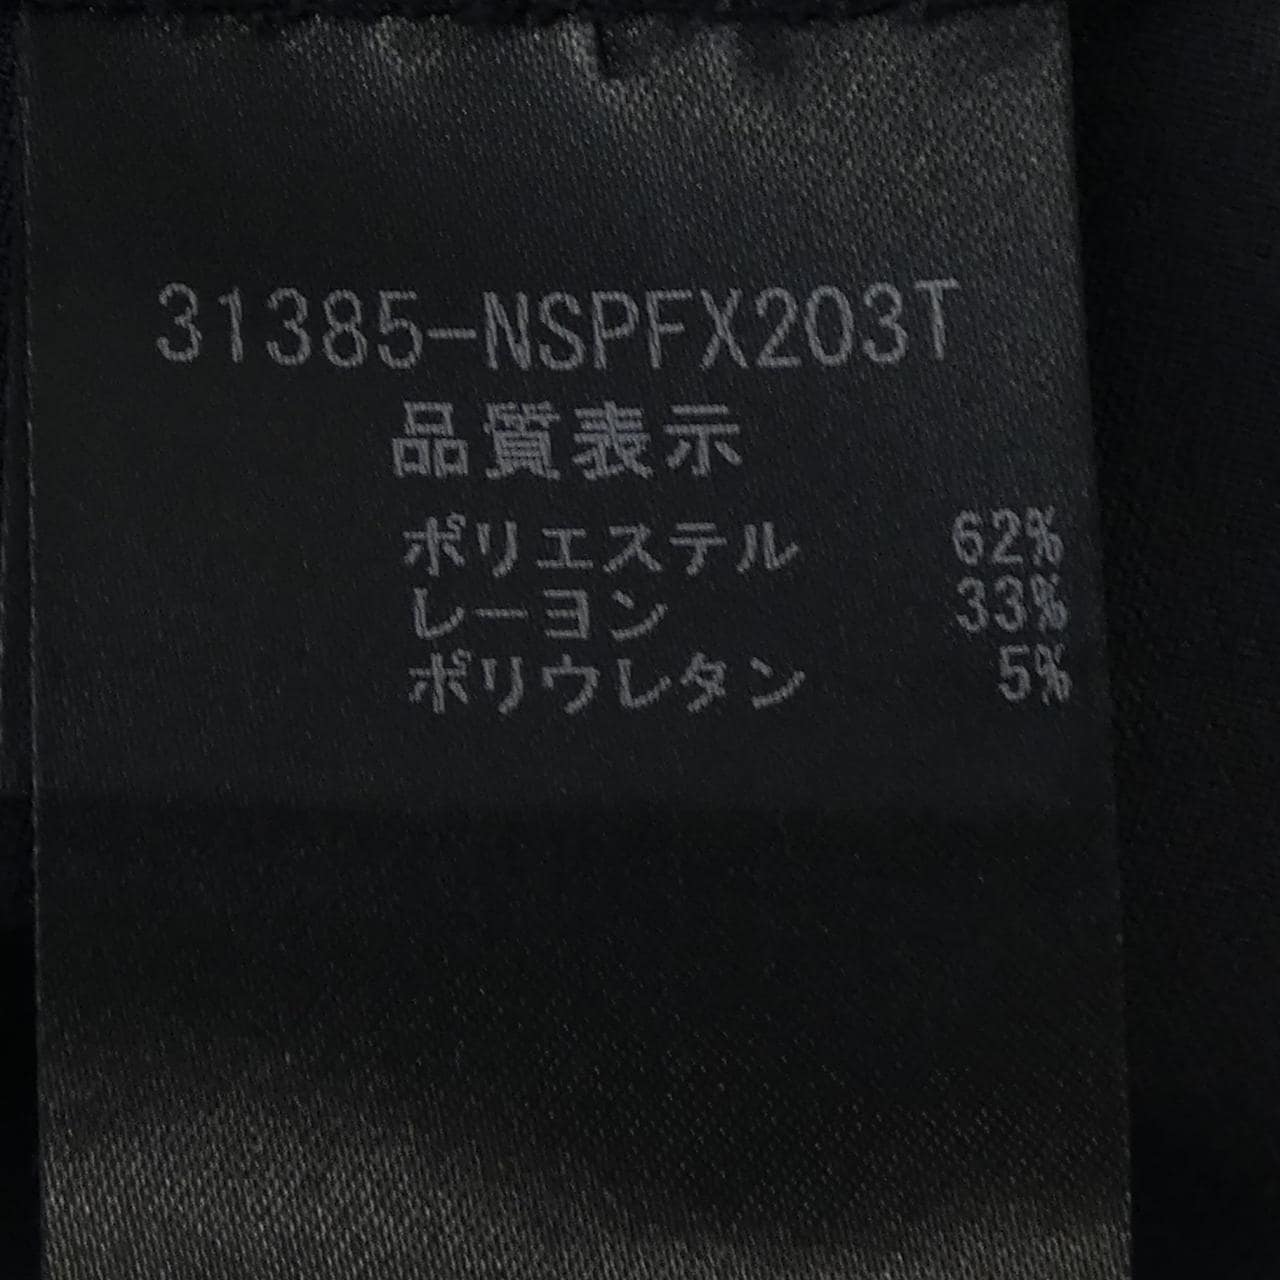 31385-NSPFX203T
品質表示
ポリエステル 62%
レーヨン 33%
ポリウレタン 5%